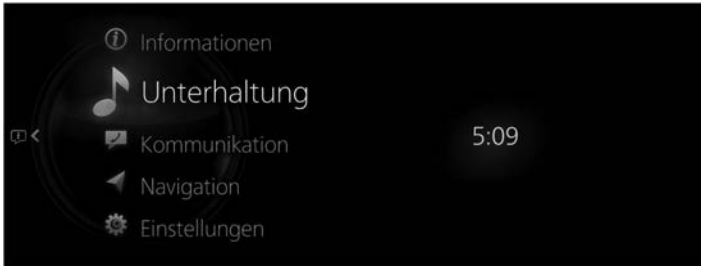 Informationen
Unterhaltung
Kommunikation
5:09
Navigation
Einstellungen